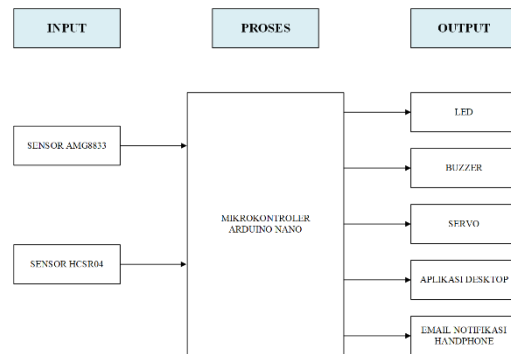 INPUT
PROSES
OUTPUT
SENSOR AMG8833
SENSOR HCSR04
MIKROKONTROLER
ARDUINO NANO
LED
BUZZER
SERVO
APLIKASI DESKTOP
EMAIL NOTIFIKASI
HANDPHONE